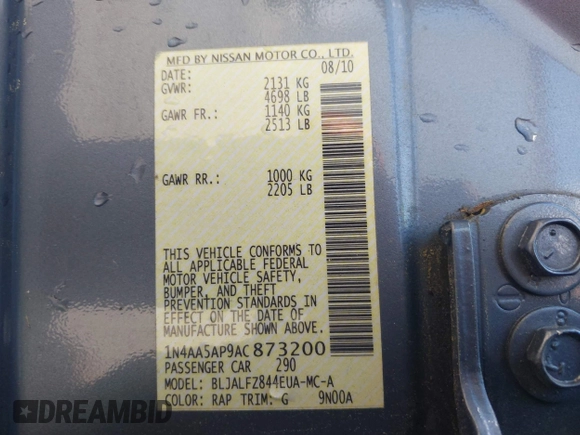 MFD BY NISSAN MOTOR CO., LTD.
DATE: 08/10
GVWR: 2131 KG
4698 LB
GAWR FR.: 1140 KG
2513 LB
GAWR RR.: 1000 KG
2205 LB
THIS VEHICLE CONFORMS TO
ALL APPLICABLE FEDERAL
MOTOR VEHICLE SAFETY,
BUMPER, AND THEFT
PREVENTION STANDARDS IN
EFFECT ON THE DATE OF
MANUFACTURE SHOWN ABOVE.
1N4AA5AP9AC873200
PASSENGER CAR 290
MODEL: BLJALFZ844EUA-MC-A
COLOR: RAP TRIM: G 9N00A
DREAMBID
.COM